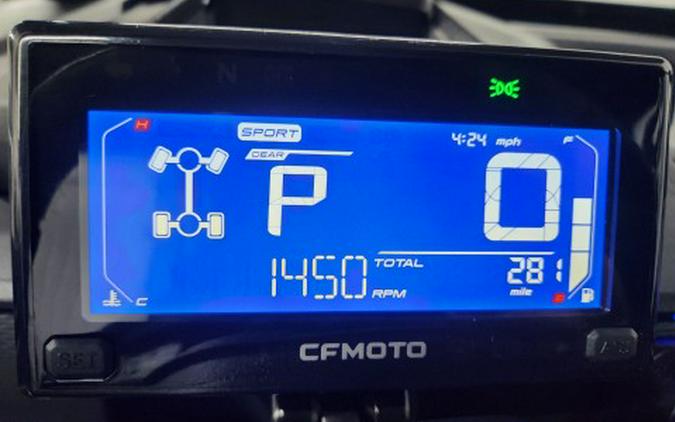 N
H
SPORT
4:24 mph
F
GEAR
P
0
TOTAL
281
1450
RPM
mile
E
C
SET
CFMOTO